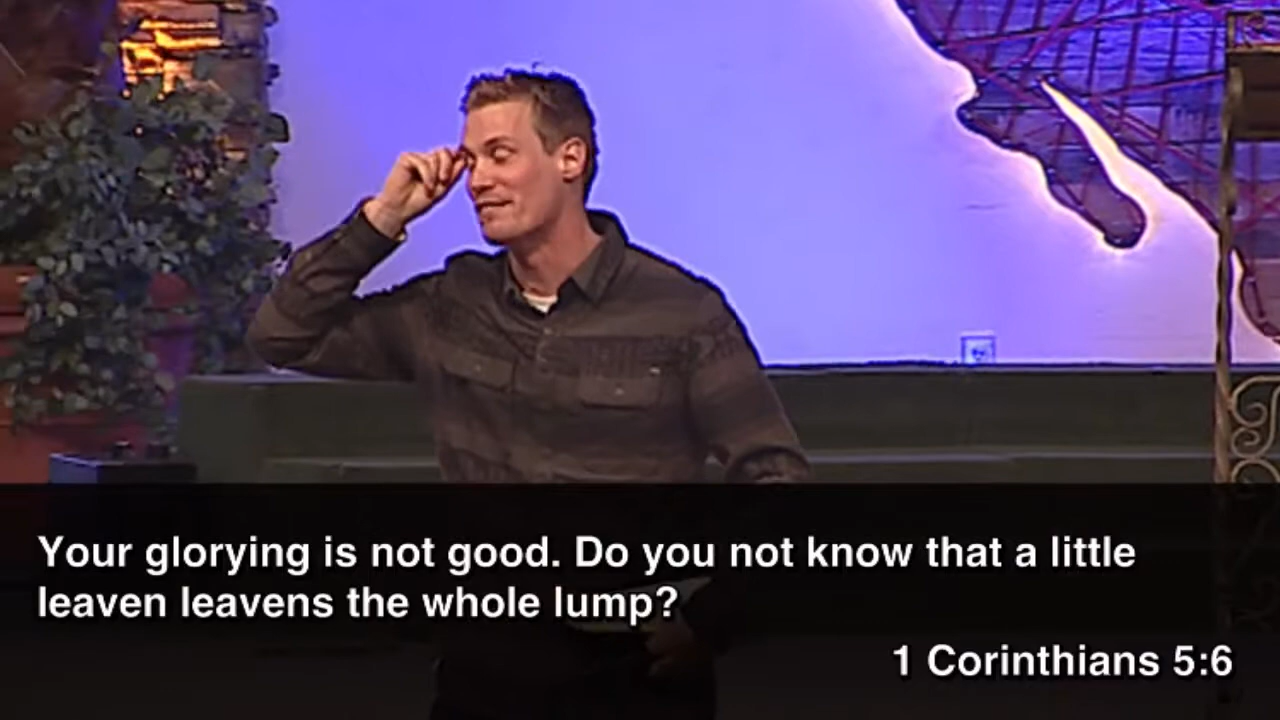 Your glorying is not good. Do you not know that a little
leaven leavens the whole lump?
1 Corinthians 5:6